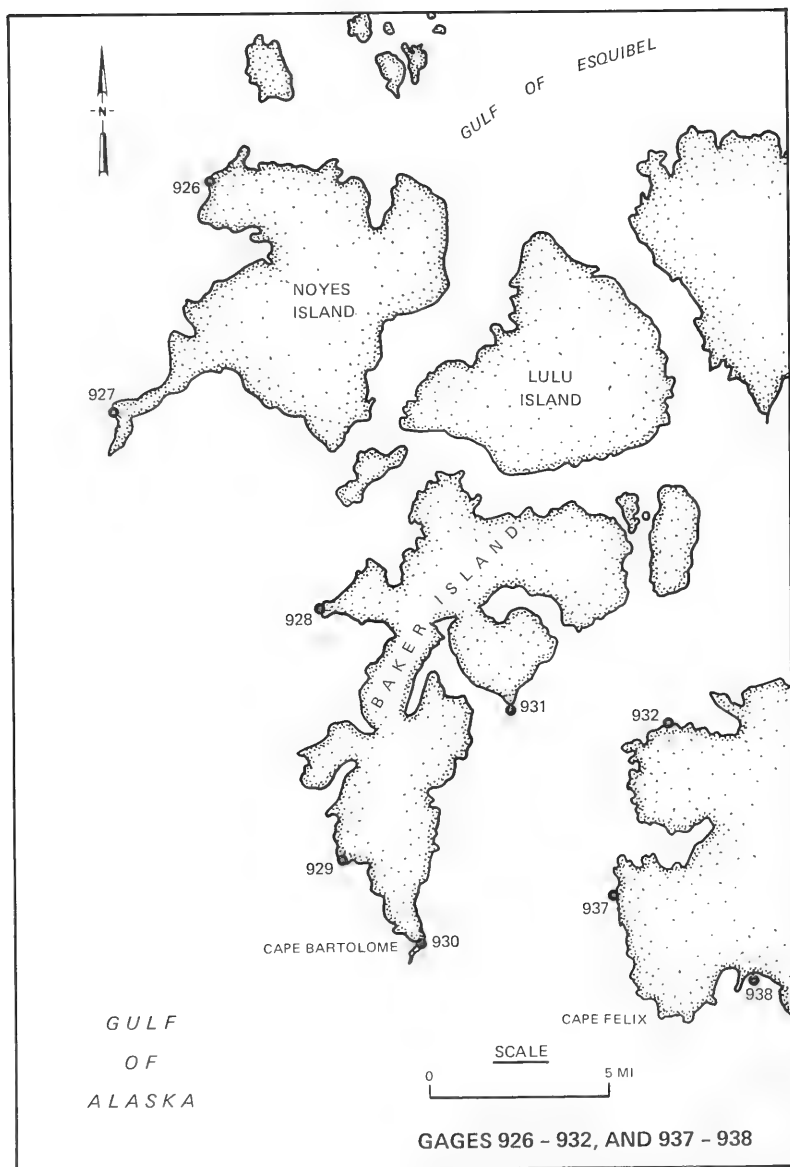 GULF OF ESQUIBEL
N
926
NOYES
ISLAND
927
LULU
ISLAND
BAKER ISLAND
928
931
932
929
937
CAPE BARTOLOME
930
938
CAPE FELIX
GULF
OF
ALASKA
SCALE
0
5 MI
GAGES 926 – 932, AND 937 – 938